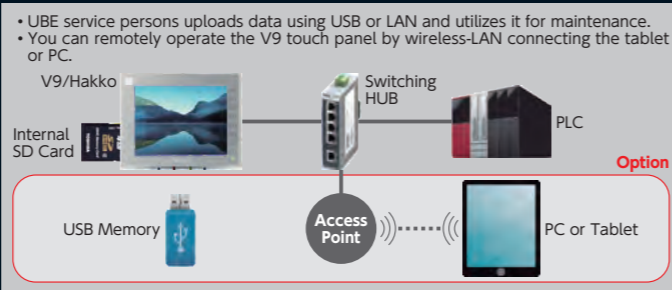 • UBE service persons uploads data using USB or LAN and utilizes it for maintenance.
• You can remotely operate the V9 touch panel by wireless-LAN connecting the tablet
or PC.
V9/Hakko
Switching
HUB
Internal
SD Card
PLC
Option
USB Memory
Access
Point
PC or Tablet